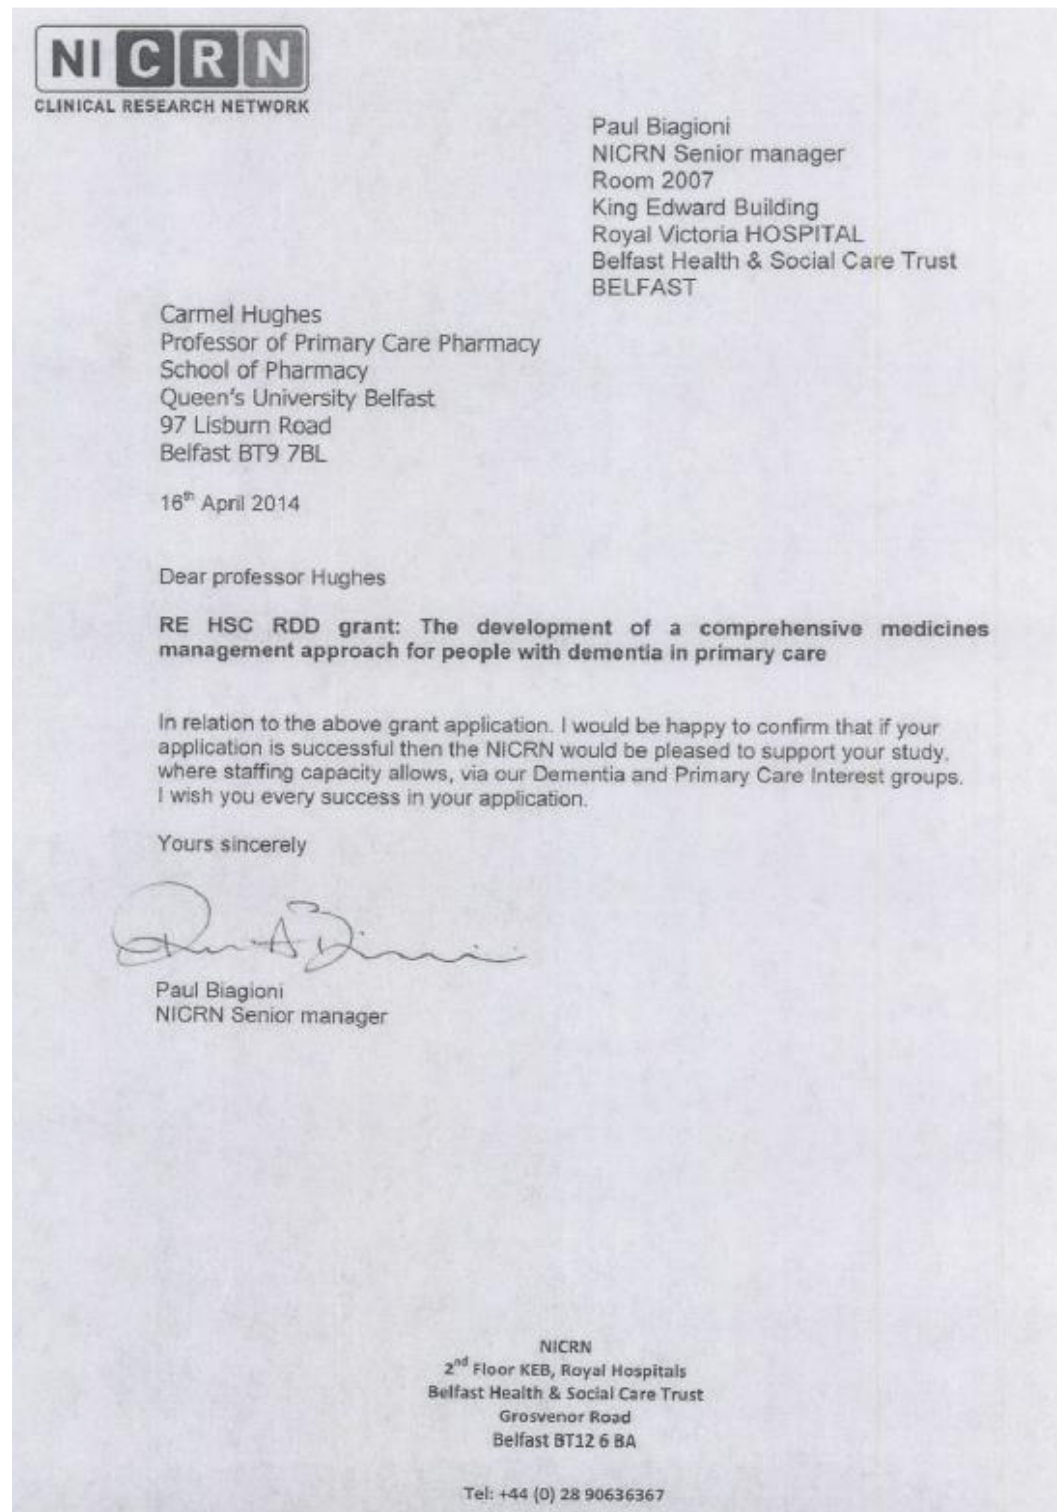 NICRN
CLINICAL RESEARCH NETWORK
Paul Biagioni
NICRN Senior manager
Room 2007
King Edward Building
Royal Victoria HOSPITAL
Belfast Health & Social Care Trust
BELFAST
Carmel Hughes
Professor of Primary Care Pharmacy
School of Pharmacy
Queen's University Belfast
97 Lisburn Road
Belfast BT9 7BL
16th April 2014
Dear professor Hughes
RE HSC RDD grant: The development of a comprehensive medicines
management approach for people with dementia in primary care
In relation to the above grant application. I would be happy to confirm that if your
application is successful then the NICRN would be pleased to support your study,
where staffing capacity allows, via our Dementia and Primary Care Interest groups.
I wish you every success in your application.
Yours sincerely
Paul Biagioni
NICRN Senior manager
NICRN
2nd Floor KEB, Royal Hospitals
Belfast Health & Social Care Trust
Grosvenor Road
Belfast BT12 6 BA
Tel: +44 (0) 28 90636367